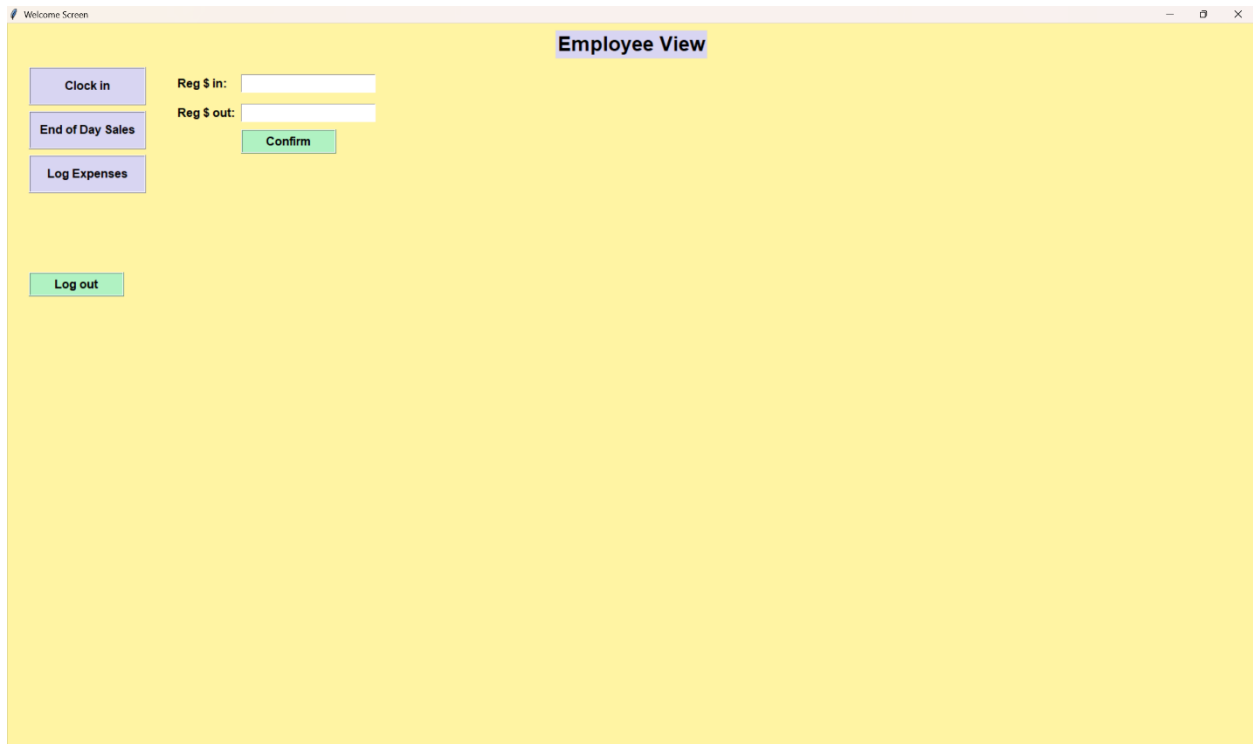 Welcome Screen
Employee View
Clock in
Reg $ in:
End of Day Sales
Reg $ out:
Confirm
Log Expenses
Log out